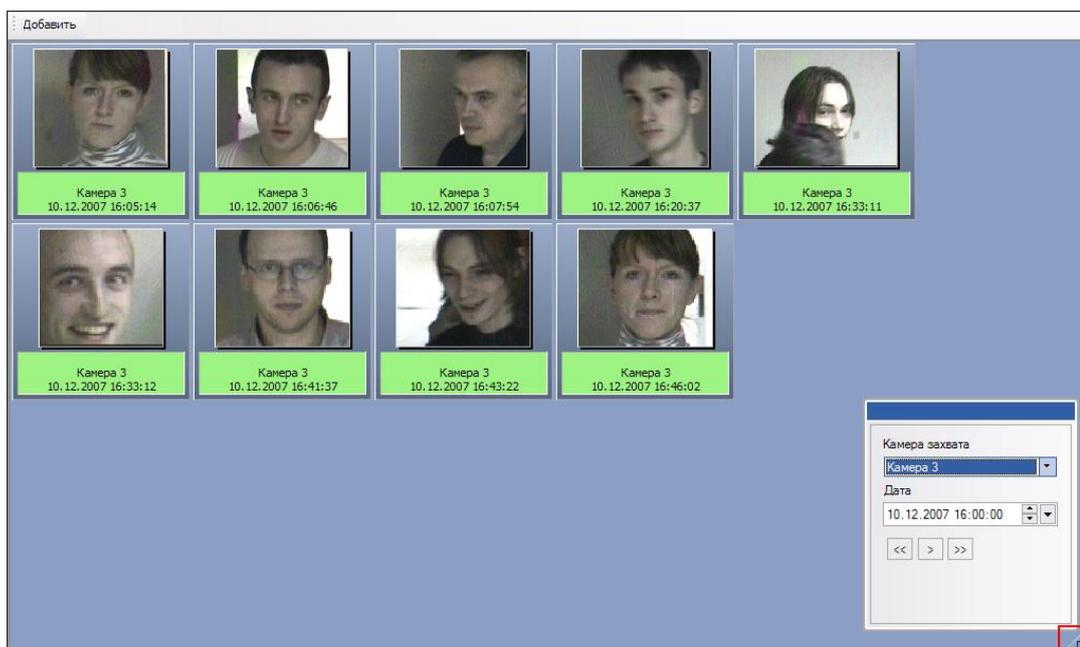 Добавить
Камера 3
10.12.2007 16:05:14
Камера 3
10.12.2007 16:06:46
Камера 3
10.12.2007 16:07:54
Камера 3
10.12.2007 16:20:37
Камера 3
10.12.2007 16:33:11
Камера 3
10.12.2007 16:33:12
Камера 3
10.12.2007 16:41:37
Камера 3
10.12.2007 16:43:22
Камера 3
10.12.2007 16:46:02
Камера захвата
Камера 3
Дата
10.12.2007 16:00:00
<< > >>